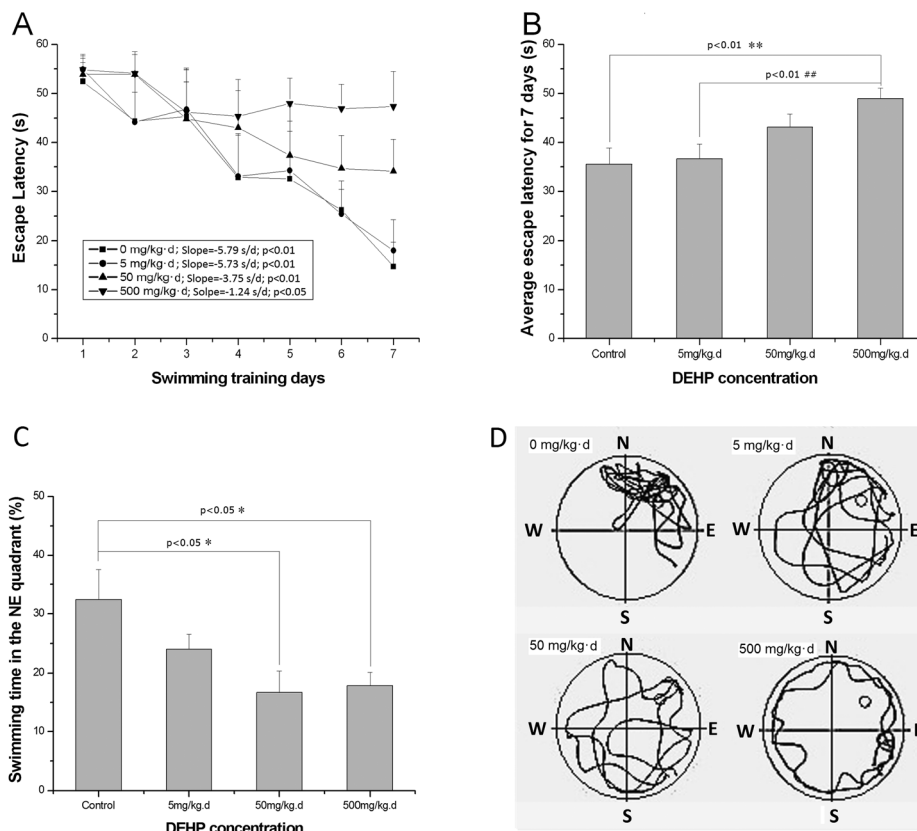 A
Escape Latency (s)
60
50
40
30
20
10
0
0 mg/kg·d; Slope=-5.79 s/d; p<0.01
5 mg/kg·d; Slope=-5.73 s/d; p<0.01
50 mg/kg·d; Slope=-3.75 s/d; p<0.01
500 mg/kg·d; Solpe=-1.24 s/d; p<0.05
1 2 3 4 5 6 7
Swimming training days
B
Average escape latency for 7 days (s)
60
50
40
30
20
10
0
p<0.01 **
p<0.01 ##
Control 5mg/kg.d 50mg/kg.d 500mg/kg.d
DEHP concentration
C
Swimming time in the NE quadrant (%)
50
40
30
20
10
0
p<0.05 *
p<0.05 *
Control 5mg/kg.d 50mg/kg.d 500mg/kg.d
DEHP concentration
D
0 mg/kg·d
N
W E
S
5 mg/kg·d
N
W E
S
50 mg/kg·d
N
W E
S
500 mg/kg·d
N
W E
S